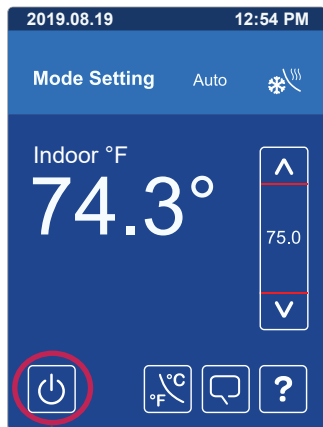 2019.08.19 12:54 PM
Mode Setting Auto
Indoor °F
74.3°
75.0
°F °C ?